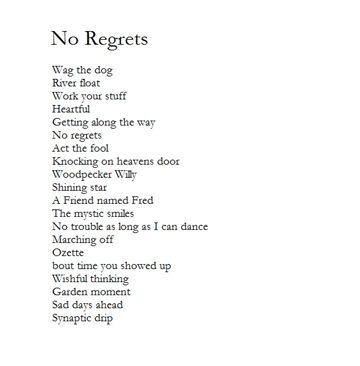 No Regrets
Wag the dog
River float
Work your stuff
Heartful
Getting along the way
No regrets
Act the fool
Knocking on heavens door
Woodpecker Willy
Shining star
A Friend named Fred
The mystic smiles
No trouble as long as I can dance
Marching off
Ozette
bout time you showed up
Wishful thinking
Garden moment
Sad days ahead
Synaptic drip